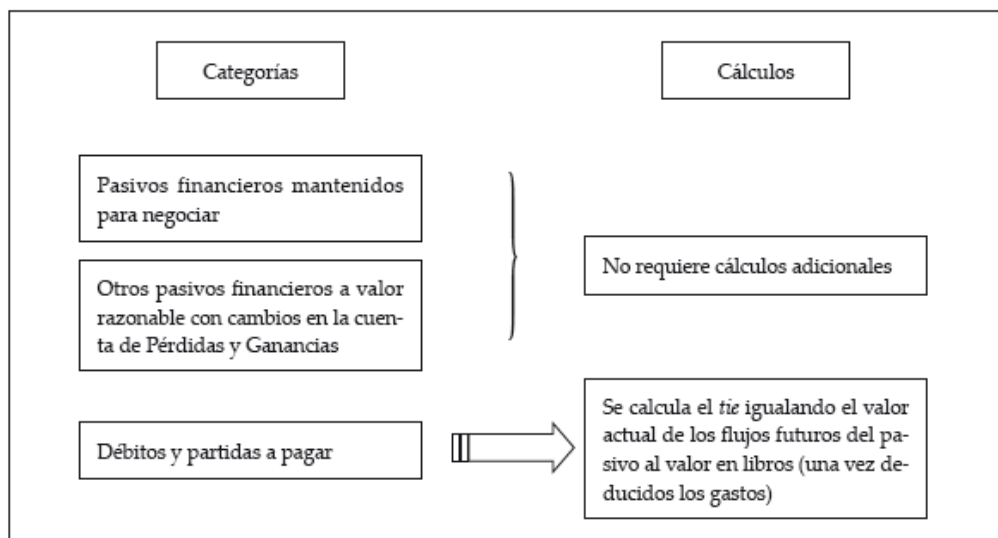 Categorías
Cálculos
Pasivos financieros mantenidos
para negociar
Otros pasivos financieros a valor
razonable con cambios en la cuen-
ta de Pérdidas y Ganancias
No requiere cálculos adicionales
Débitos y partidas a pagar
Se calcula el tie igualando el valor
actual de los flujos futuros del pa-
sivo al valor en libros (una vez de-
ducidos los gastos)